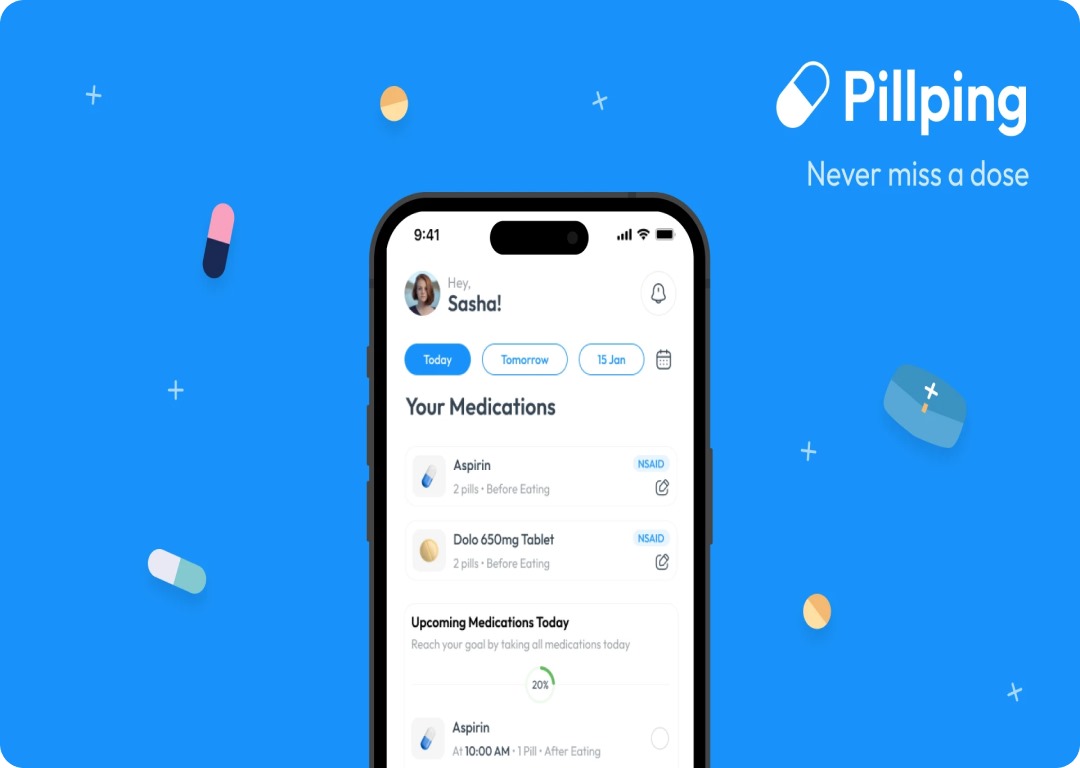 Pillping
Never miss a dose
9:41
Hey,
Sasha!
Today
Tomorrow
15 Jan
Your Medications
Aspirin
NSAID
2 pills • Before Eating
Dolo 650mg Tablet
NSAID
2 pills • Before Eating
Upcoming Medications Today
Reach your goal by taking all medications today
20%
Aspirin
At 10:00 AM • 1 Pill • After Eating